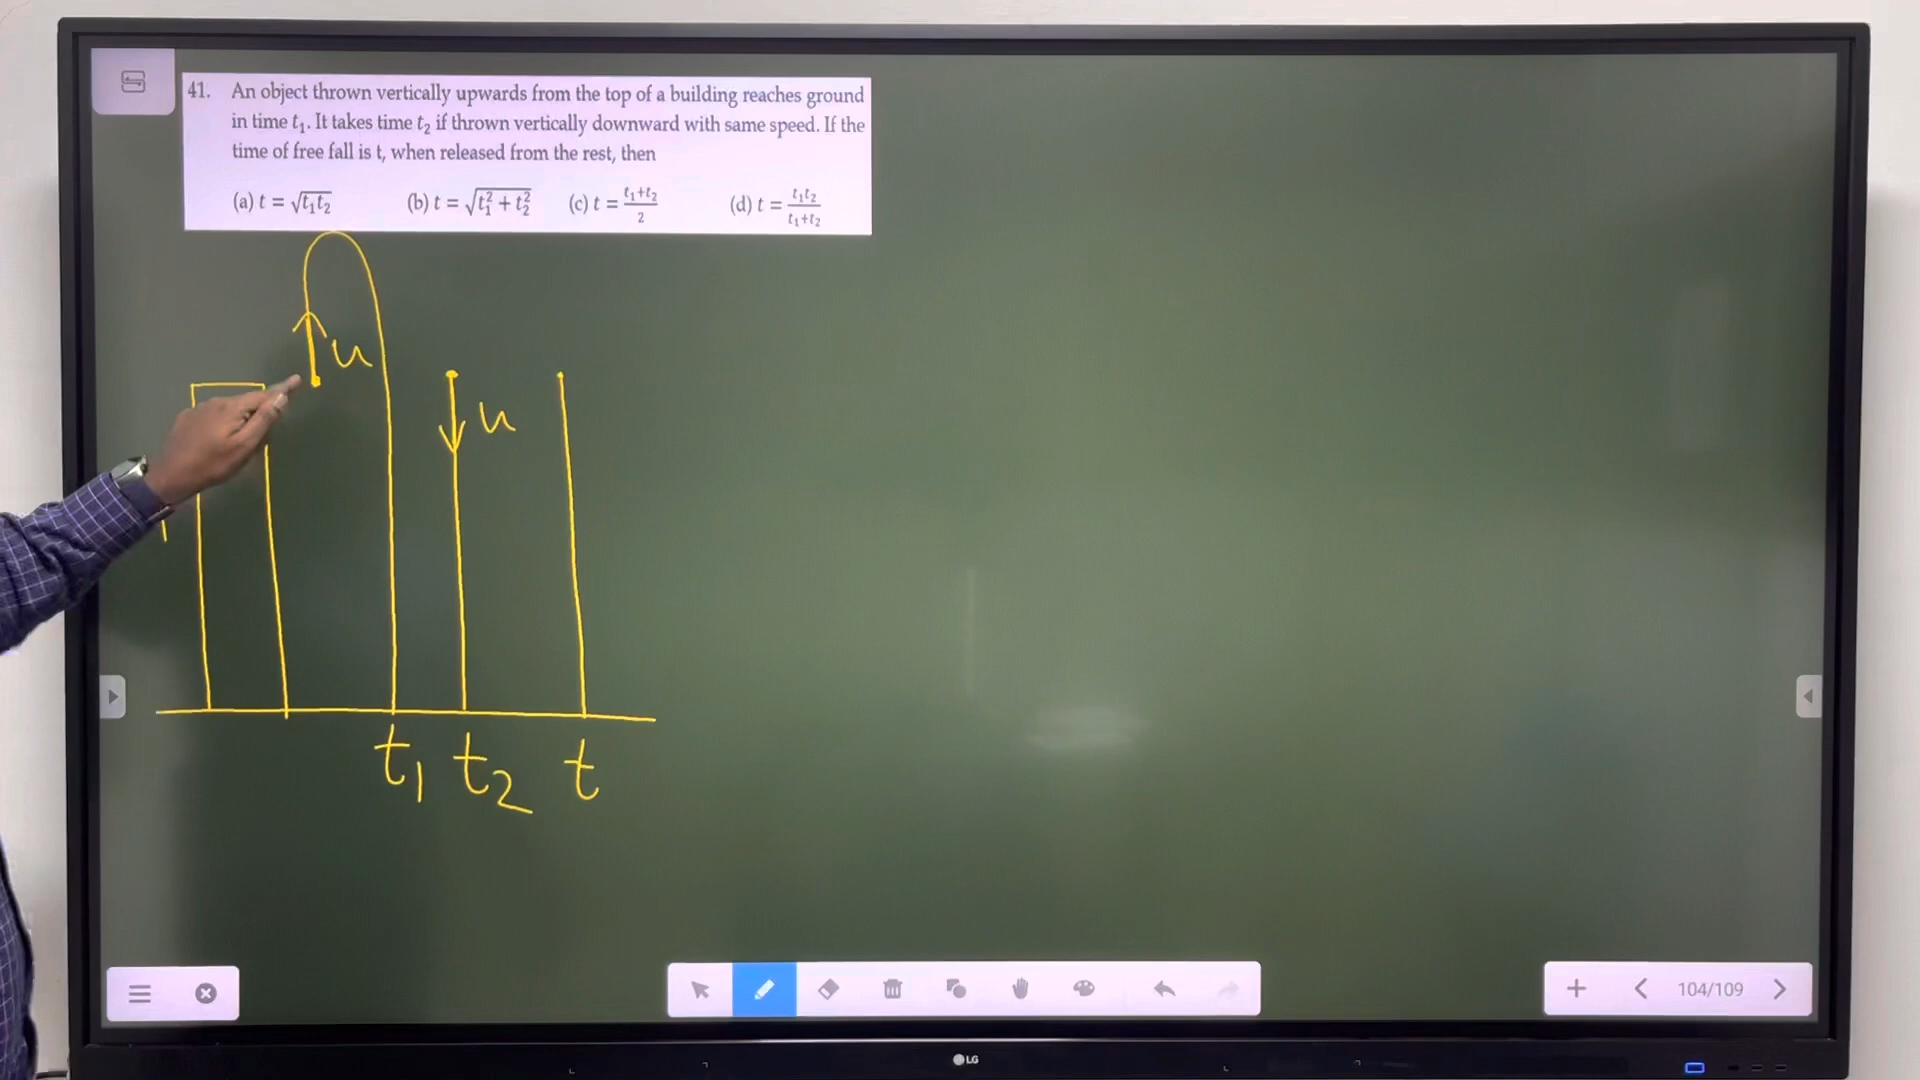 41. An object thrown vertically upwards from the top of a building reaches ground
in time t₁. It takes time t₂ if thrown vertically downward with same speed. If the
time of free fall is t, when released from the rest, then
(a) t = √(t₁t₂) (b) t = √(t₁² + t₂²) (c) t = (t₁+t₂)/2 (d) t = t₁t₂/(t₁+t₂)
u
u
t₁ t₂ t
104/109
LG